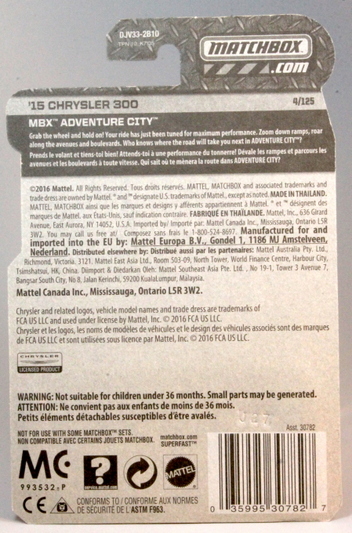 DJV33-2B10
MATCHBOX
.com
'15 CHRYSLER 300
4/125
MBX™ ADVENTURE CITY™
Grab the wheel and hold on! Your ride has just been tuned for maximum performance. Zoom down ramps, roar
along the avenues and boulevards. Who knows where the road will take you next in ADVENTURE CITY™?
Prends le volant et tiens-toi bien! Attends-toi à une performance du tonnerre! Dévale les rampes et parcours les
avenues et les boulevards à toute vitesse. Qui sait où te mènera la route dans ADVENTURE CITY?
©2016 Mattel. All Rights Reserved. Tous droits réservés. MATTEL, MATCHBOX and associated trademarks and
trade dress are owned by Mattel. ® and ™ designate U.S. trademarks of Mattel, except as noted. MADE IN THAILAND.
MATTEL, MATCHBOX ainsi que les marques et designs y afférents appartiennent à Mattel. ® et ™ désignent des
marques de Mattel aux États-Unis, sauf indication contraire. FABRIQUÉ EN THAÏLANDE. Mattel, Inc., 636 Girard
Avenue, East Aurora, NY 14052, U.S.A. Imported by/ Importé par: Mattel Canada Inc., Mississauga, Ontario L5R
3W2. You may call us free at/ Composez sans frais le 1-800-524-8697. Manufactured for and
imported into the EU by: Mattel Europa B.V., Gondel 1, 1186 MJ Amstelveen,
Nederland. Distributed elsewhere by: Distribué aussi par les partenaires: Mattel Australia Pty. Ltd.,
Richmond, Victoria. 3121. Mattel East Asia Ltd., Room 503-09, North Tower, World Finance Centre, Harbour City,
Tsimshatsui, HK, China. Diimport & Diedarkan Oleh: Mattel Southeast Asia Pte. Ltd., No 19-1, Tower 3 Avenue 7,
Bangsar South City, No 8, Jalan Kerinchi, 59200 Kuala Lumpur, Malaysia.
Mattel Canada Inc., Mississauga, Ontario L5R 3W2.
Chrysler and related logos, vehicle model names and trade dress are trademarks of
FCA US LLC and used under license by Mattel, Inc. © 2016 FCA US LLC
Chrysler et les logos, les noms de modèles de véhicules et le design des véhicules associés sont des marques
de FCA US LLC et sont utilisées sous licence par Mattel, Inc. © 2016 FCA US LLC.
CHRYSLER
LICENSED PRODUCT
WARNING: Not suitable for children under 36 months. Small parts may be generated.
ATTENTION: Ne convient pas aux enfants de moins de 36 mois.
Petits éléments détachables susceptibles d'être avalés.
NOT FOR USE WITH SOME MATCHBOX™ SETS.
NON COMPATIBLE AVEC CERTAINS JOUETS MATCHBOX.
matchbox.com
SUPERFAST™
Asst. 30782
MC
993532-P
?
MATTEL
CE
CONFORMS TO / CONFORME AUX NORMES
DE SÉCURITÉ DE L'ASTM F963.
0 35995 30782 7